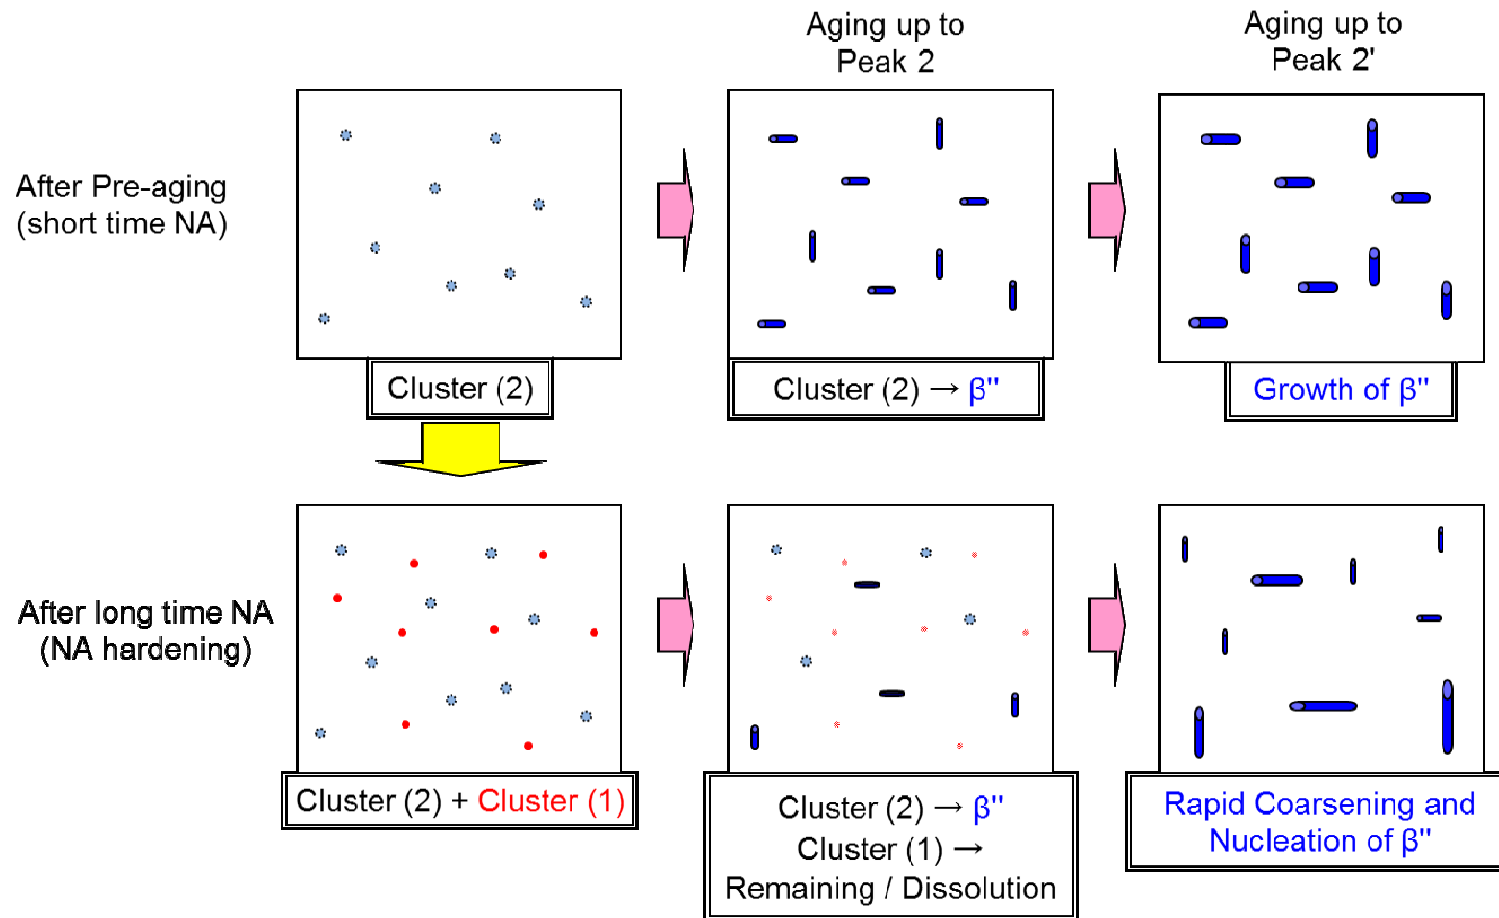 Aging up to
Peak 2
Aging up to
Peak 2'
After Pre-aging
(short time NA)
Cluster (2)
Cluster (2) → β"
Growth of β"
After long time NA
(NA hardening)
Cluster (2) + Cluster (1)
Cluster (2) → β"
Cluster (1) →
Remaining / Dissolution
Rapid Coarsening and
Nucleation of β"